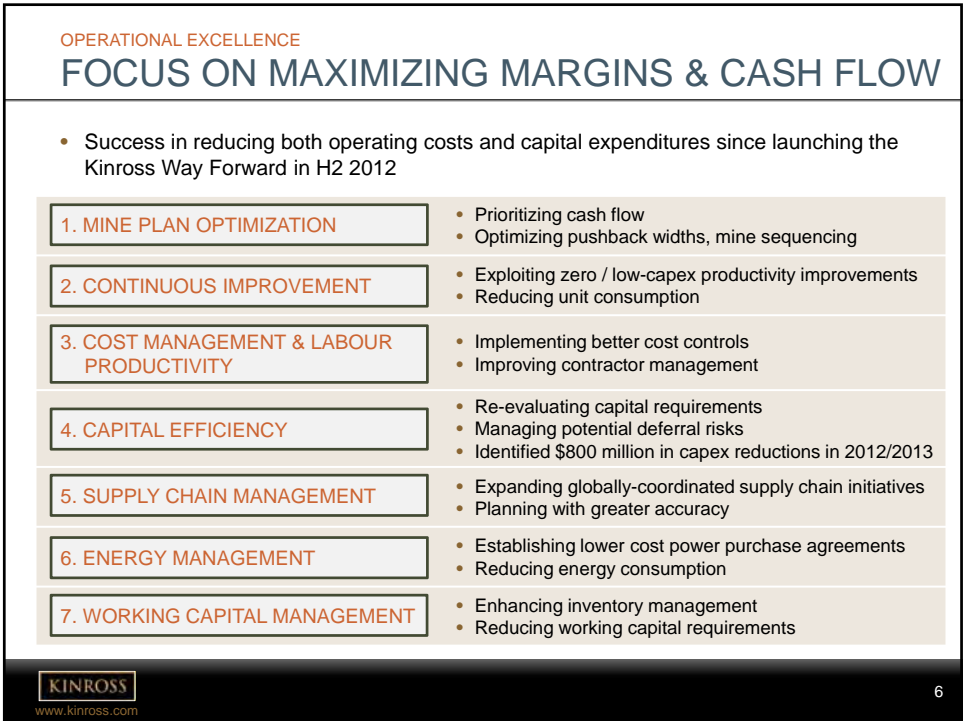 OPERATIONAL EXCELLENCE
FOCUS ON MAXIMIZING MARGINS & CASH FLOW
• Success in reducing both operating costs and capital expenditures since launching the
Kinross Way Forward in H2 2012
1. MINE PLAN OPTIMIZATION
• Prioritizing cash flow
• Optimizing pushback widths, mine sequencing
2. CONTINUOUS IMPROVEMENT
• Exploiting zero / low-capex productivity improvements
• Reducing unit consumption
3. COST MANAGEMENT & LABOUR
PRODUCTIVITY
• Implementing better cost controls
• Improving contractor management
4. CAPITAL EFFICIENCY
• Re-evaluating capital requirements
• Managing potential deferral risks
• Identified $800 million in capex reductions in 2012/2013
5. SUPPLY CHAIN MANAGEMENT
• Expanding globally-coordinated supply chain initiatives
• Planning with greater accuracy
6. ENERGY MANAGEMENT
• Establishing lower cost power purchase agreements
• Reducing energy consumption
7. WORKING CAPITAL MANAGEMENT
• Enhancing inventory management
• Reducing working capital requirements
KINROSS
www.kinross.com
6